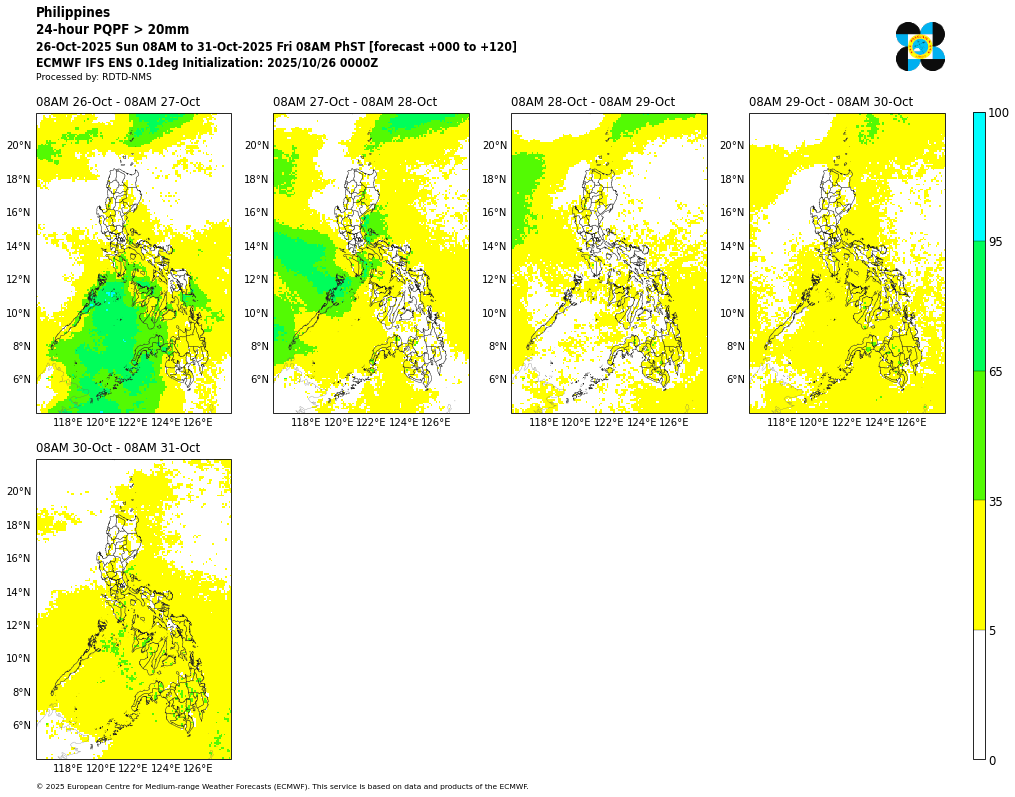 Philippines
24-hour PQPF > 20mm
26-Oct-2025 Sun 08AM to 31-Oct-2025 Fri 08AM PhST [forecast +000 to +120]
ECMWF IFS ENS 0.1deg Initialization: 2025/10/26 0000Z
Processed by: RDTD-NMS
08AM 26-Oct - 08AM 27-Oct
08AM 27-Oct - 08AM 28-Oct
08AM 28-Oct - 08AM 29-Oct
08AM 29-Oct - 08AM 30-Oct
20°N
18°N
16°N
14°N
12°N
10°N
8°N
6°N
118°E 120°E 122°E 124°E 126°E
20°N
18°N
16°N
14°N
12°N
10°N
8°N
6°N
118°E 120°E 122°E 124°E 126°E
20°N
18°N
16°N
14°N
12°N
10°N
8°N
6°N
118°E 120°E 122°E 124°E 126°E
20°N
18°N
16°N
14°N
12°N
10°N
8°N
6°N
118°E 120°E 122°E 124°E 126°E
100
95
65
35
5
0
08AM 30-Oct - 08AM 31-Oct
20°N
18°N
16°N
14°N
12°N
10°N
8°N
6°N
118°E 120°E 122°E 124°E 126°E
© 2025 European Centre for Medium-range Weather Forecasts (ECMWF). This service is based on data and products of the ECMWF.